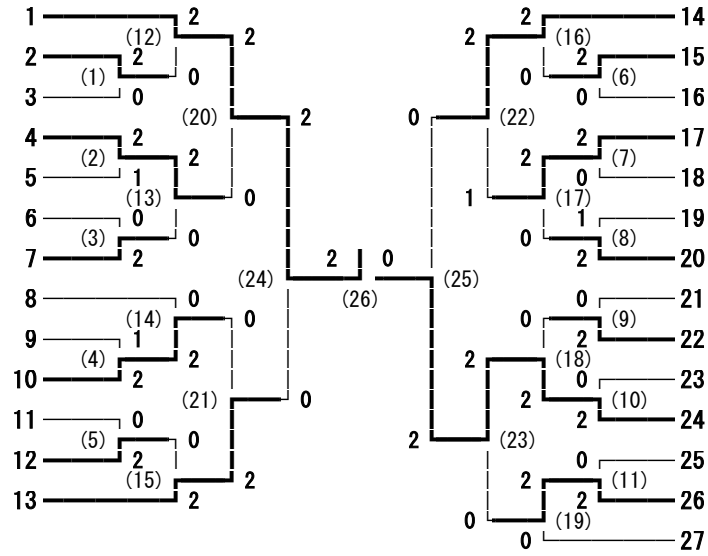 1 2 2 14
(12) 2 2 (16)
2 2 2 15
(1) 0 0 (6)
3 0 0 16
(20) 2 0 (22)
4 2 2 17
(2) 2 2 (7)
5 1 0 18
(13) 0 1 (17)
6 0 1 19
(3) 0 0 (8)
7 2 2 20
2 0
(24) (26) (25)
8 0 0 21
(14) 0 0 (9)
9 1 2 22
(4) 2 2 (18)
10 2 0 23
(21) 0 2 (10)
11 0 2 24
(5) 0 2 (23)
12 2 0 25
(15) 2 2 (11)
13 2 2 26
0 (19)
0 27